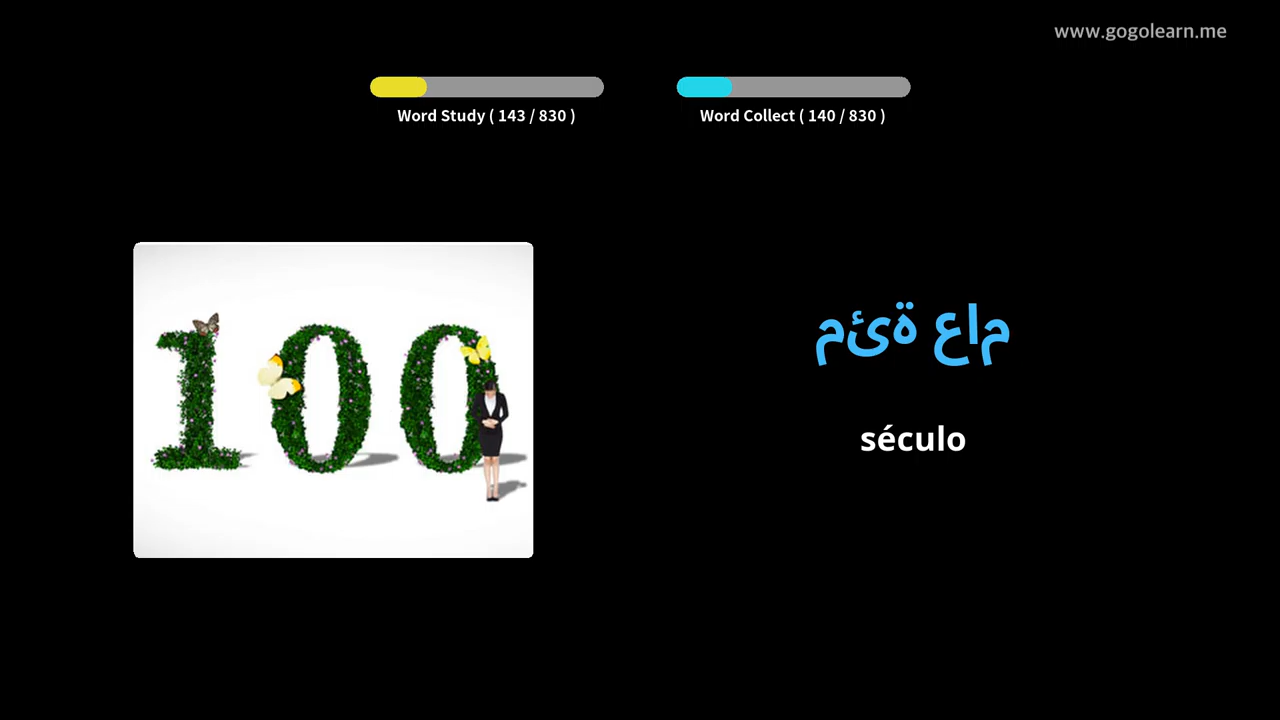 www.gogolearn.me
Word Study ( 143 / 830 )
Word Collect ( 140 / 830 )
100
مئة عام
século